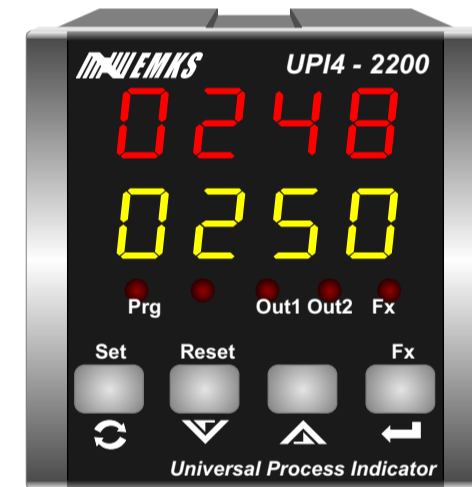 EMKS UPI4 - 2200
0248
0250
Prg Out1 Out2 Fx
Set Reset Fx
Universal Process Indicator